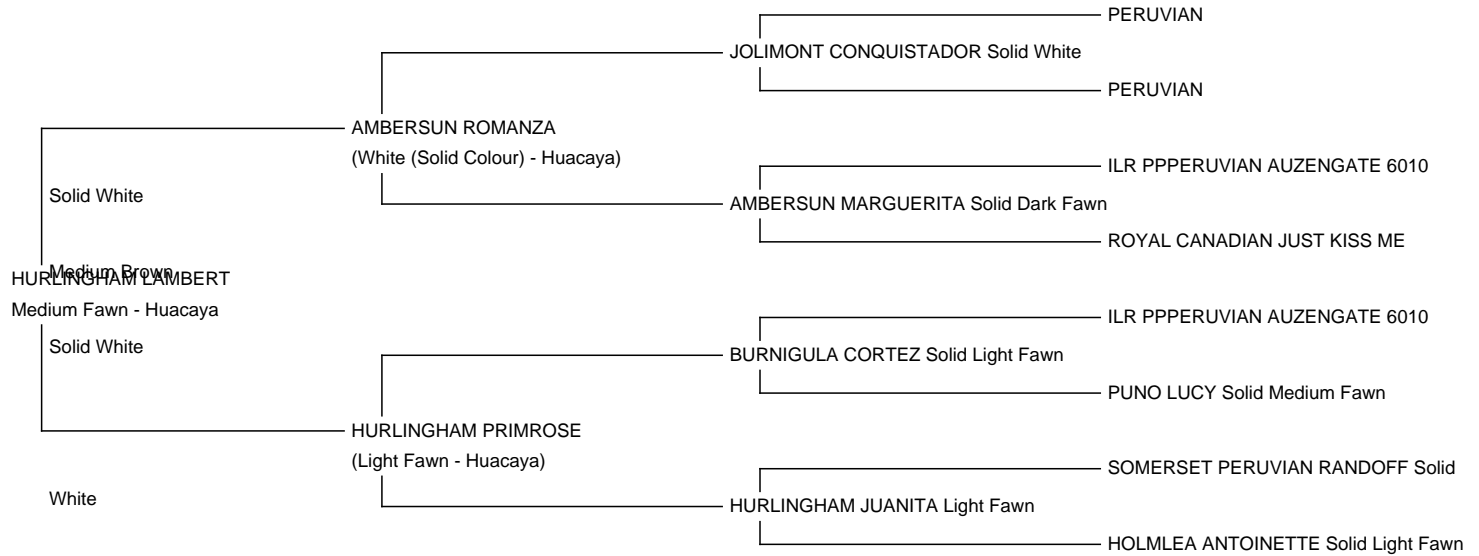 PERUVIAN
JOLIMONT CONQUISTADOR Solid White
PERUVIAN
AMBERSUN ROMANZA
(White (Solid Colour) - Huacaya)
ILR PPPERUVIAN AUZENGATE 6010
Solid White
AMBERSUN MARGUERITA Solid Dark Fawn
ROYAL CANADIAN JUST KISS ME
Medium Brown
HURLINGHAM LAMBERT
Medium Fawn - Huacaya
ILR PPPERUVIAN AUZENGATE 6010
Solid White
BURNIGULA CORTEZ Solid Light Fawn
PUNO LUCY Solid Medium Fawn
HURLINGHAM PRIMROSE
(Light Fawn - Huacaya)
SOMERSET PERUVIAN RANDOFF Solid
White
HURLINGHAM JUANITA Light Fawn
HOLMLEA ANTOINETTE Solid Light Fawn